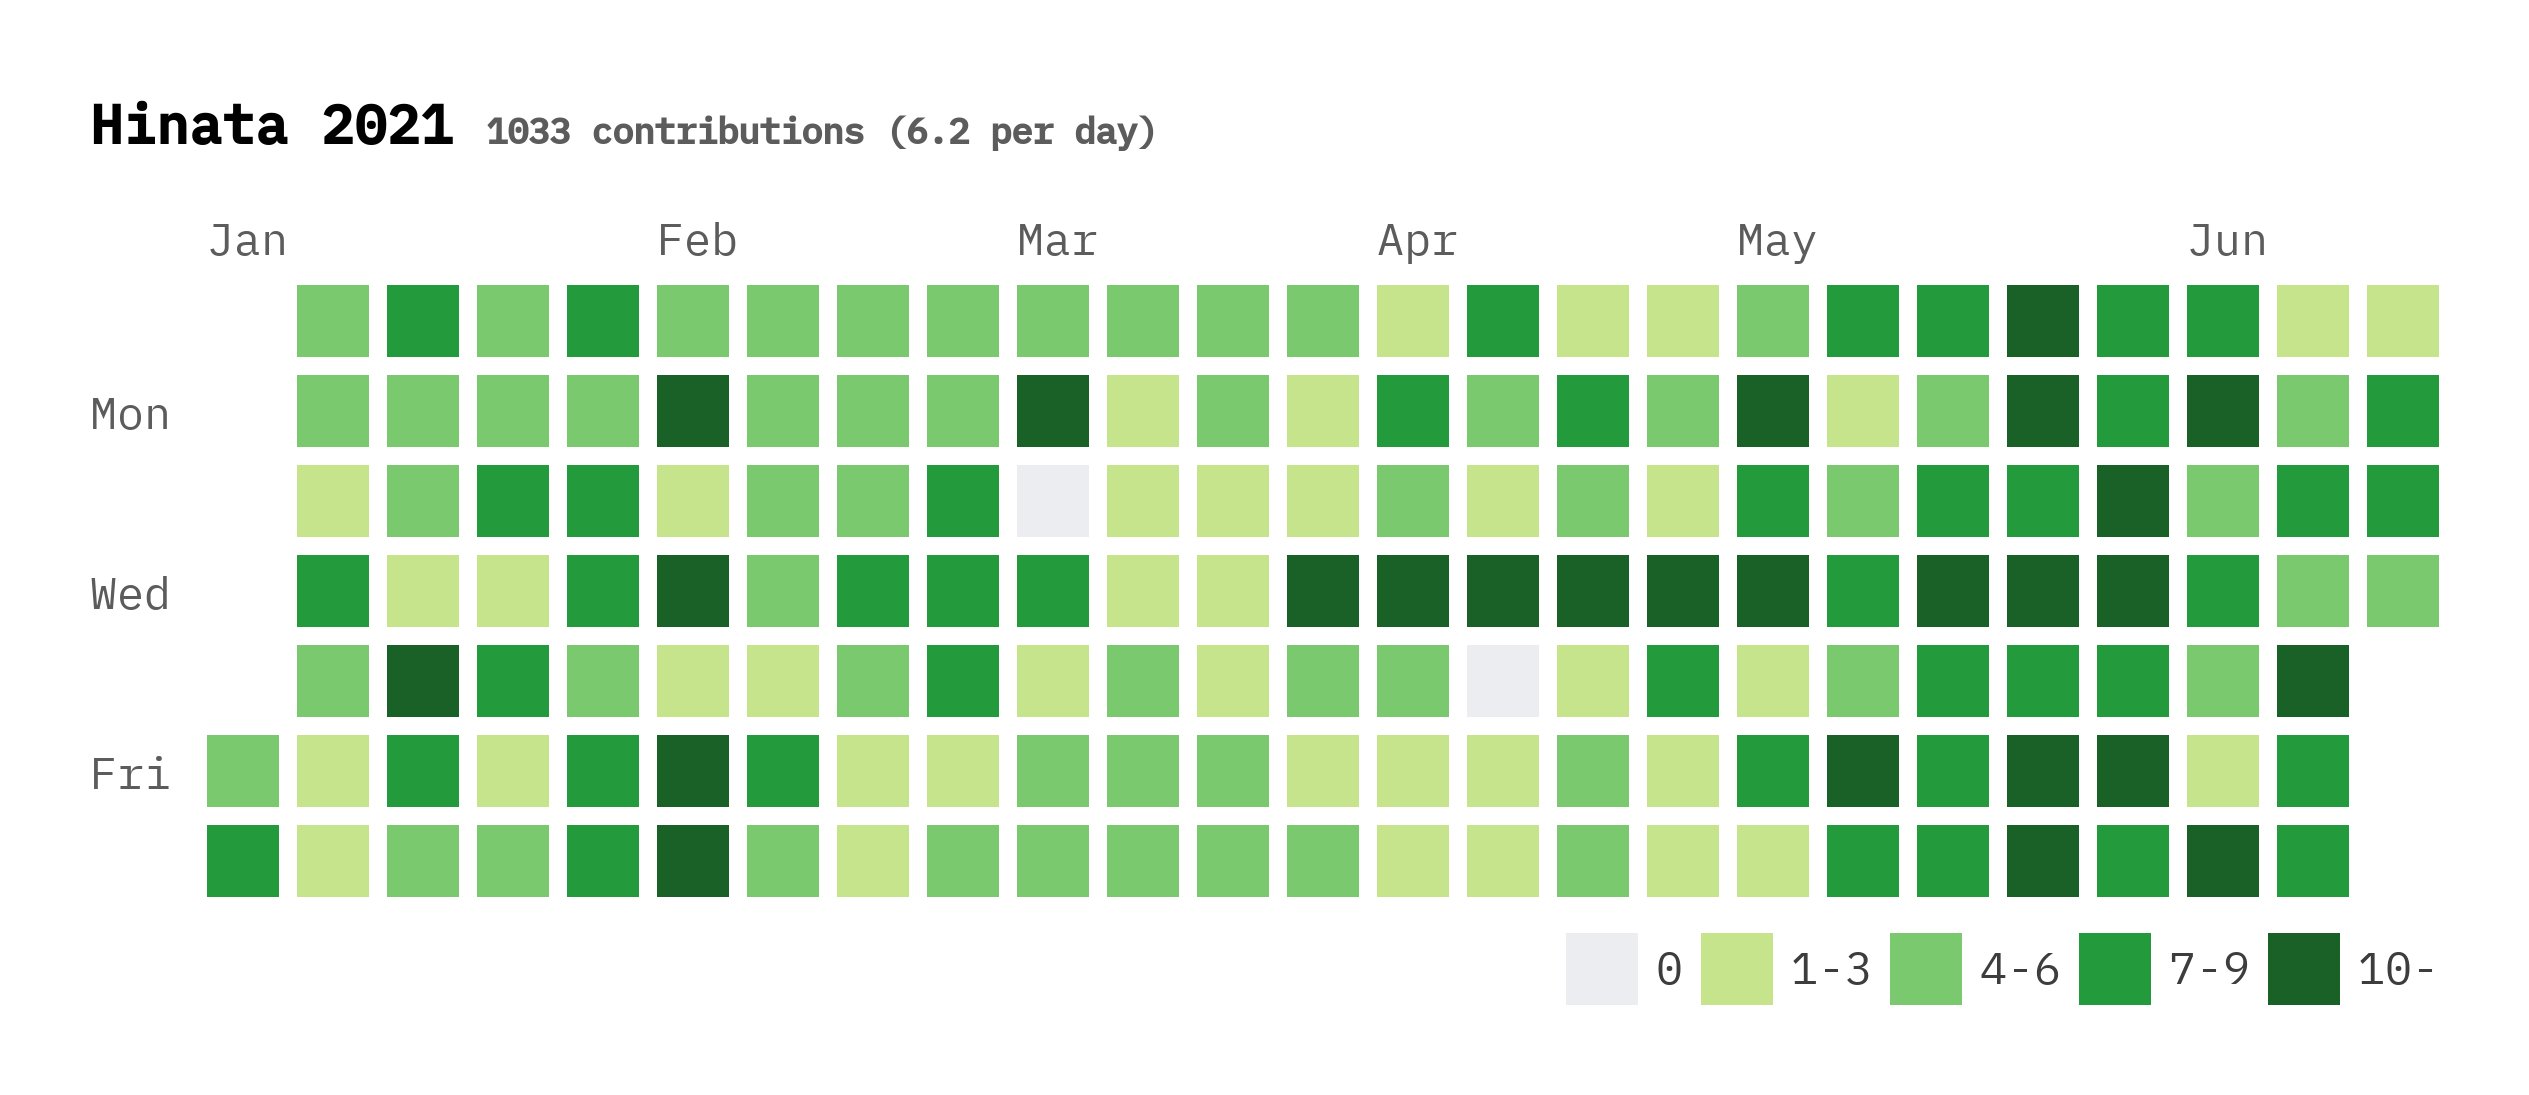 Hinata 2021 1033 contributions (6.2 per day)
Jan Feb Mar Apr May Jun
Mon
Wed
Fri
0 1-3 4-6 7-9 10-